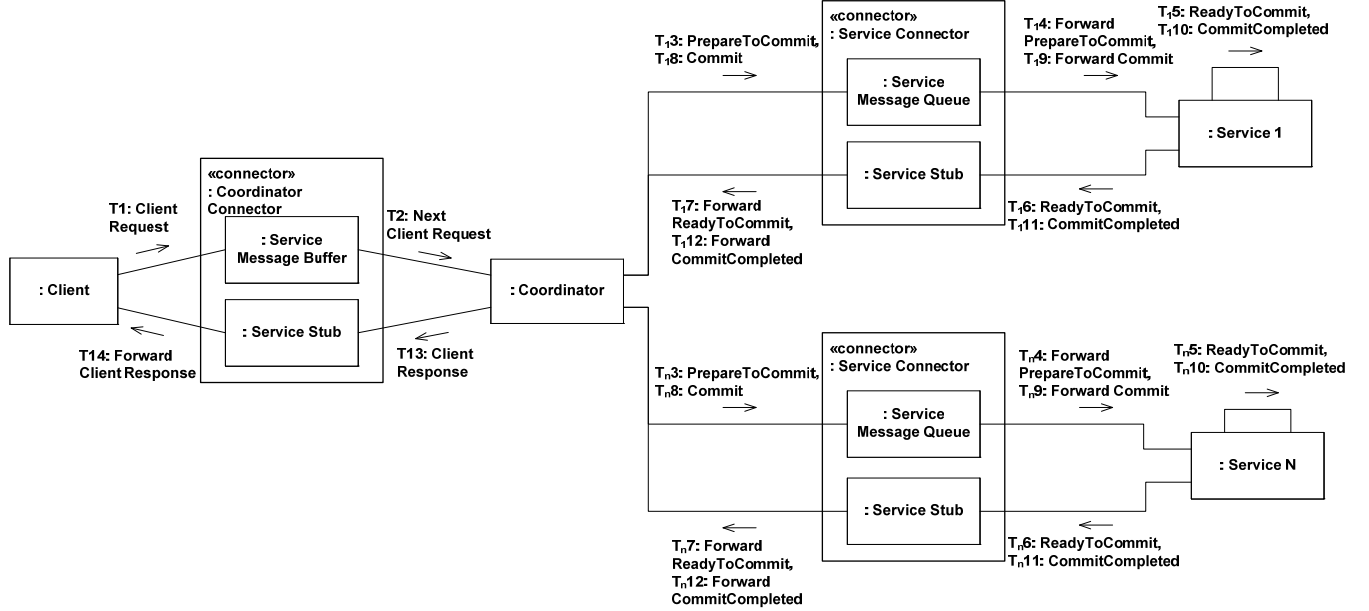 «connector»
: Service Connector
T₁3: PrepareToCommit,
T₁8: Commit
T₁4: Forward
PrepareToCommit,
T₁9: Forward Commit
T₁5: ReadyToCommit,
T₁10: CommitCompleted
: Service
Message Queue
: Service 1
: Service Stub
T₁7: Forward
ReadyToCommit,
T₁12: Forward
CommitCompleted
T₁6: ReadyToCommit,
T₁11: CommitCompleted
«connector»
: Coordinator
Connector
T1: Client
Request
T2: Next
Client Request
: Service
Message Buffer
: Client
: Coordinator
: Service Stub
T14: Forward
Client Response
T13: Client
Response
«connector»
: Service Connector
Tₙ3: PrepareToCommit,
Tₙ8: Commit
Tₙ4: Forward
PrepareToCommit,
Tₙ9: Forward Commit
Tₙ5: ReadyToCommit,
Tₙ10: CommitCompleted
: Service
Message Queue
: Service N
: Service Stub
Tₙ7: Forward
ReadyToCommit,
Tₙ12: Forward
CommitCompleted
Tₙ6: ReadyToCommit,
Tₙ11: CommitCompleted